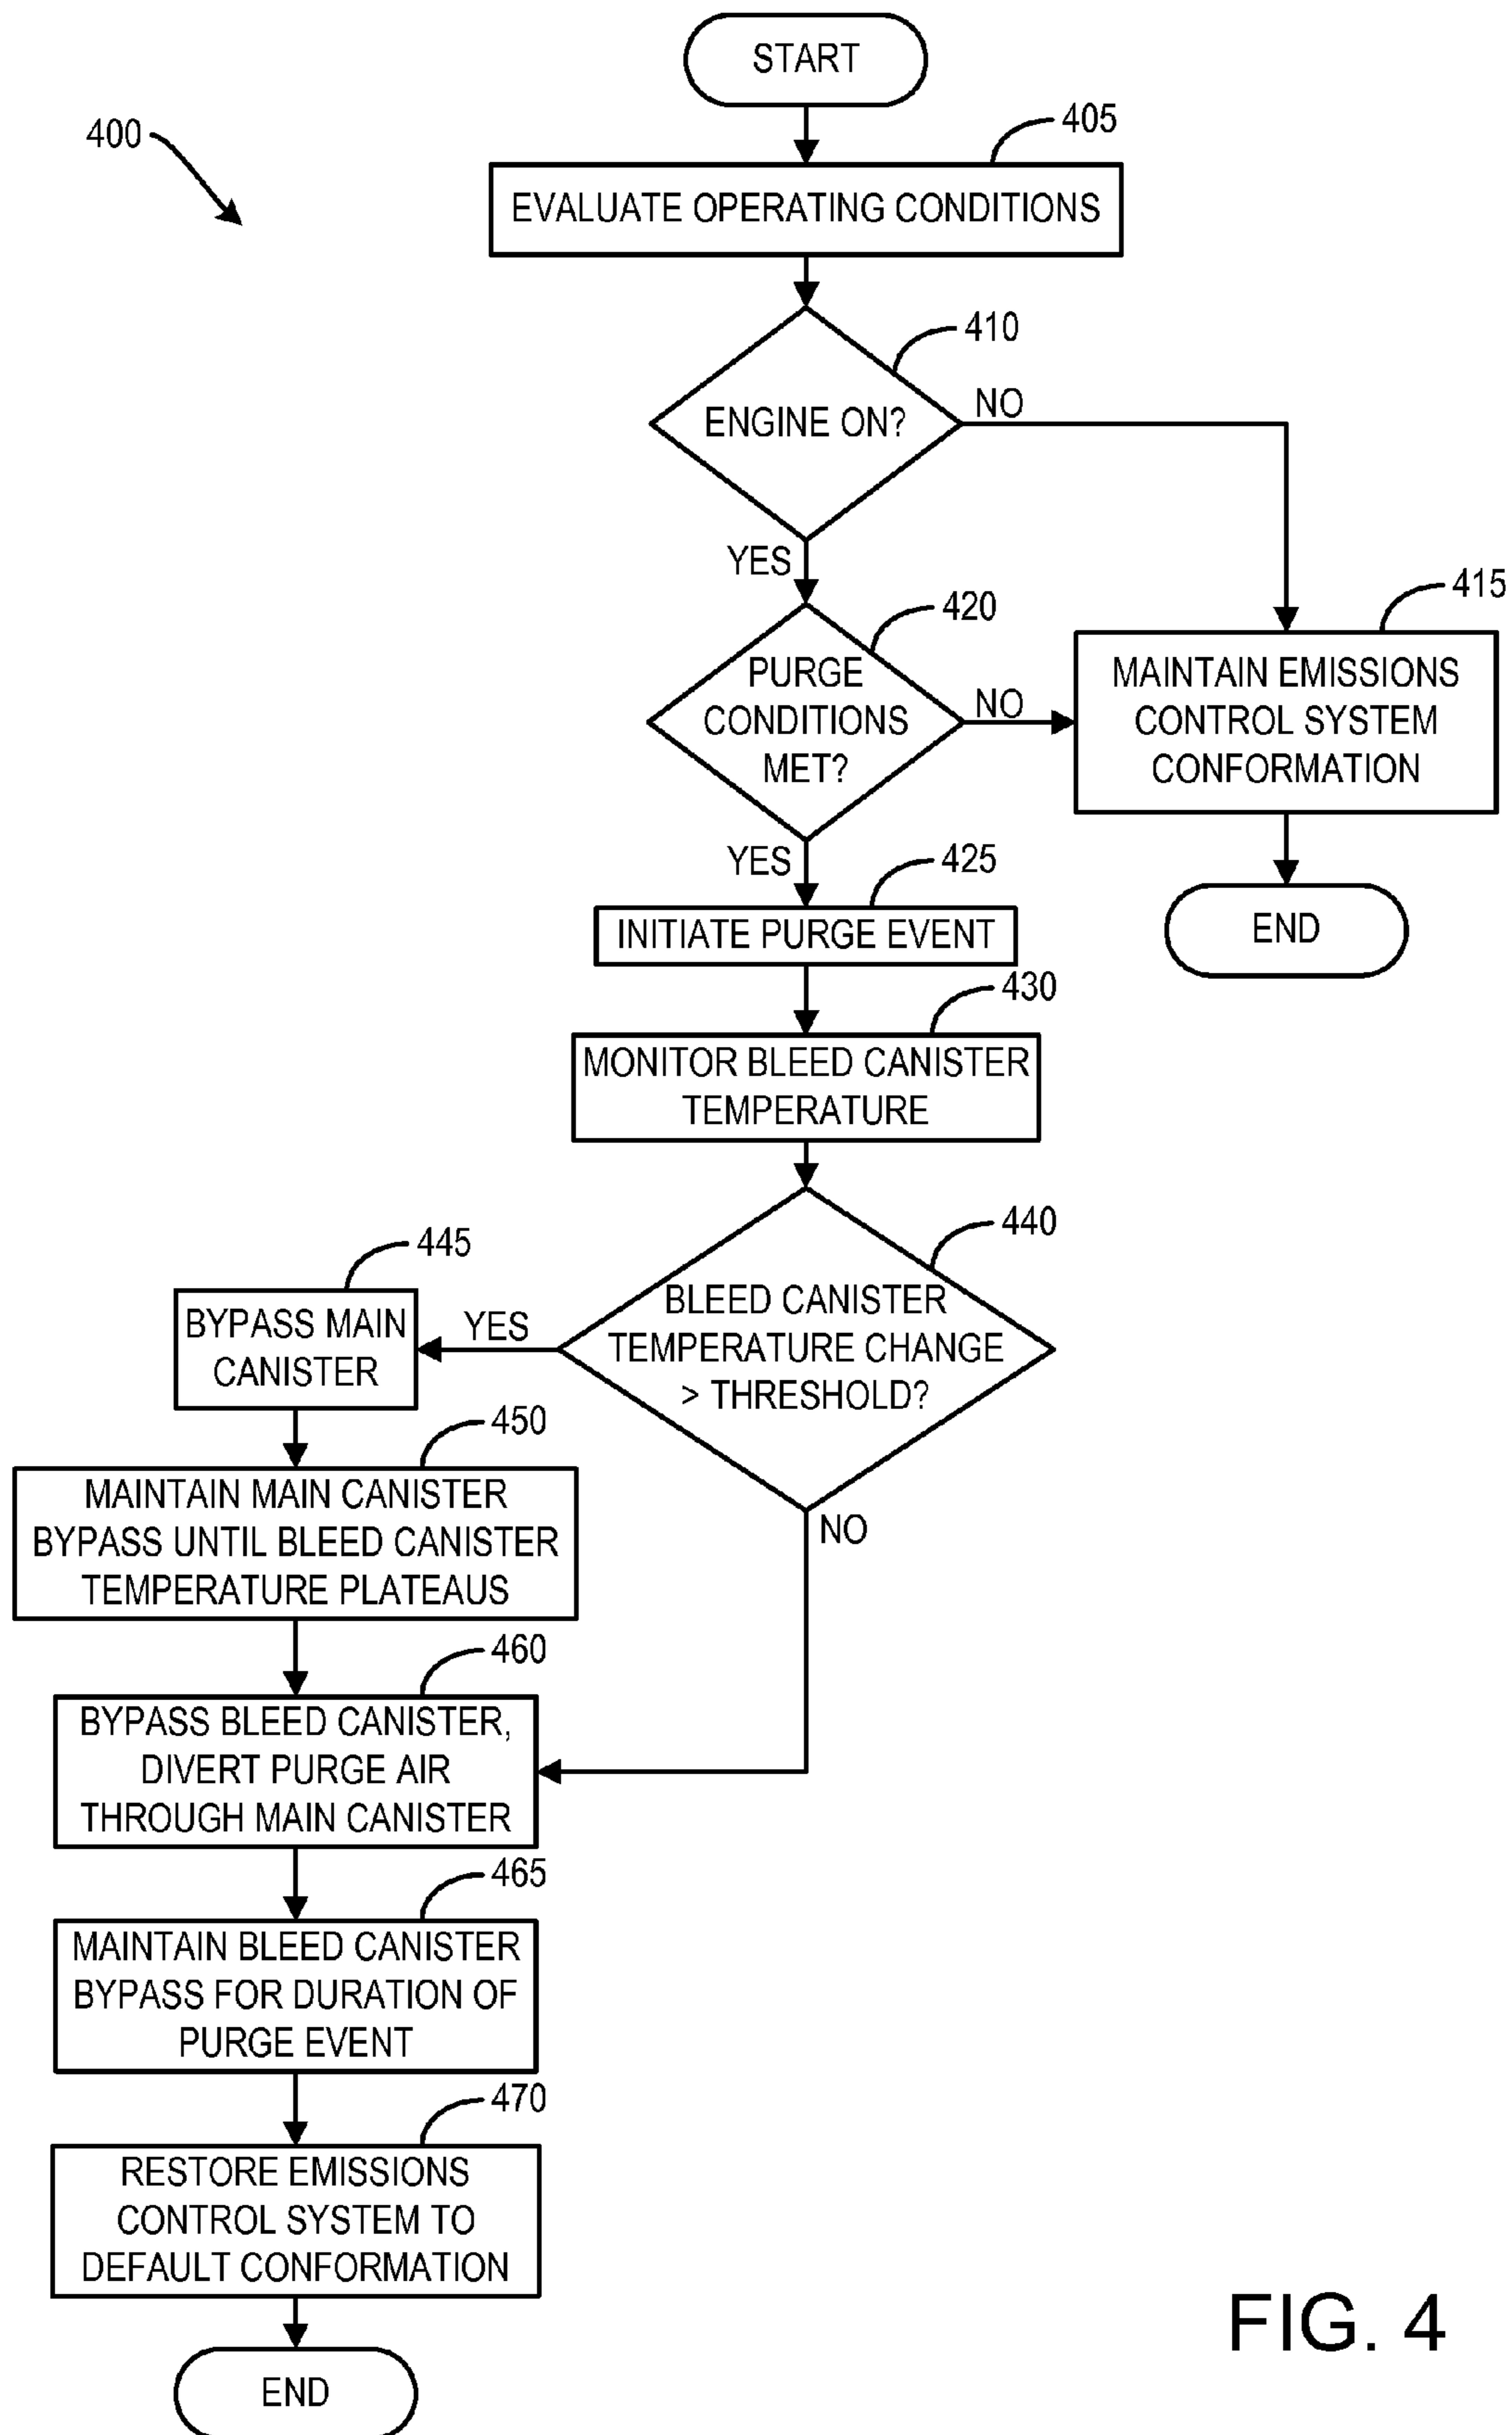 START
400
405
EVALUATE OPERATING CONDITIONS
410
ENGINE ON?
NO
YES
415
420
PURGE
CONDITIONS
MET?
NO
MAINTAIN EMISSIONS
CONTROL SYSTEM
CONFORMATION
YES
425
INITIATE PURGE EVENT
END
430
MONITOR BLEED CANISTER
TEMPERATURE
440
BLEED CANISTER
TEMPERATURE CHANGE
> THRESHOLD?
YES
445
BYPASS MAIN
CANISTER
NO
450
MAINTAIN MAIN CANISTER
BYPASS UNTIL BLEED CANISTER
TEMPERATURE PLATEAUS
460
BYPASS BLEED CANISTER,
DIVERT PURGE AIR
THROUGH MAIN CANISTER
465
MAINTAIN BLEED CANISTER
BYPASS FOR DURATION OF
PURGE EVENT
470
RESTORE EMISSIONS
CONTROL SYSTEM TO
DEFAULT CONFORMATION
END
FIG. 4